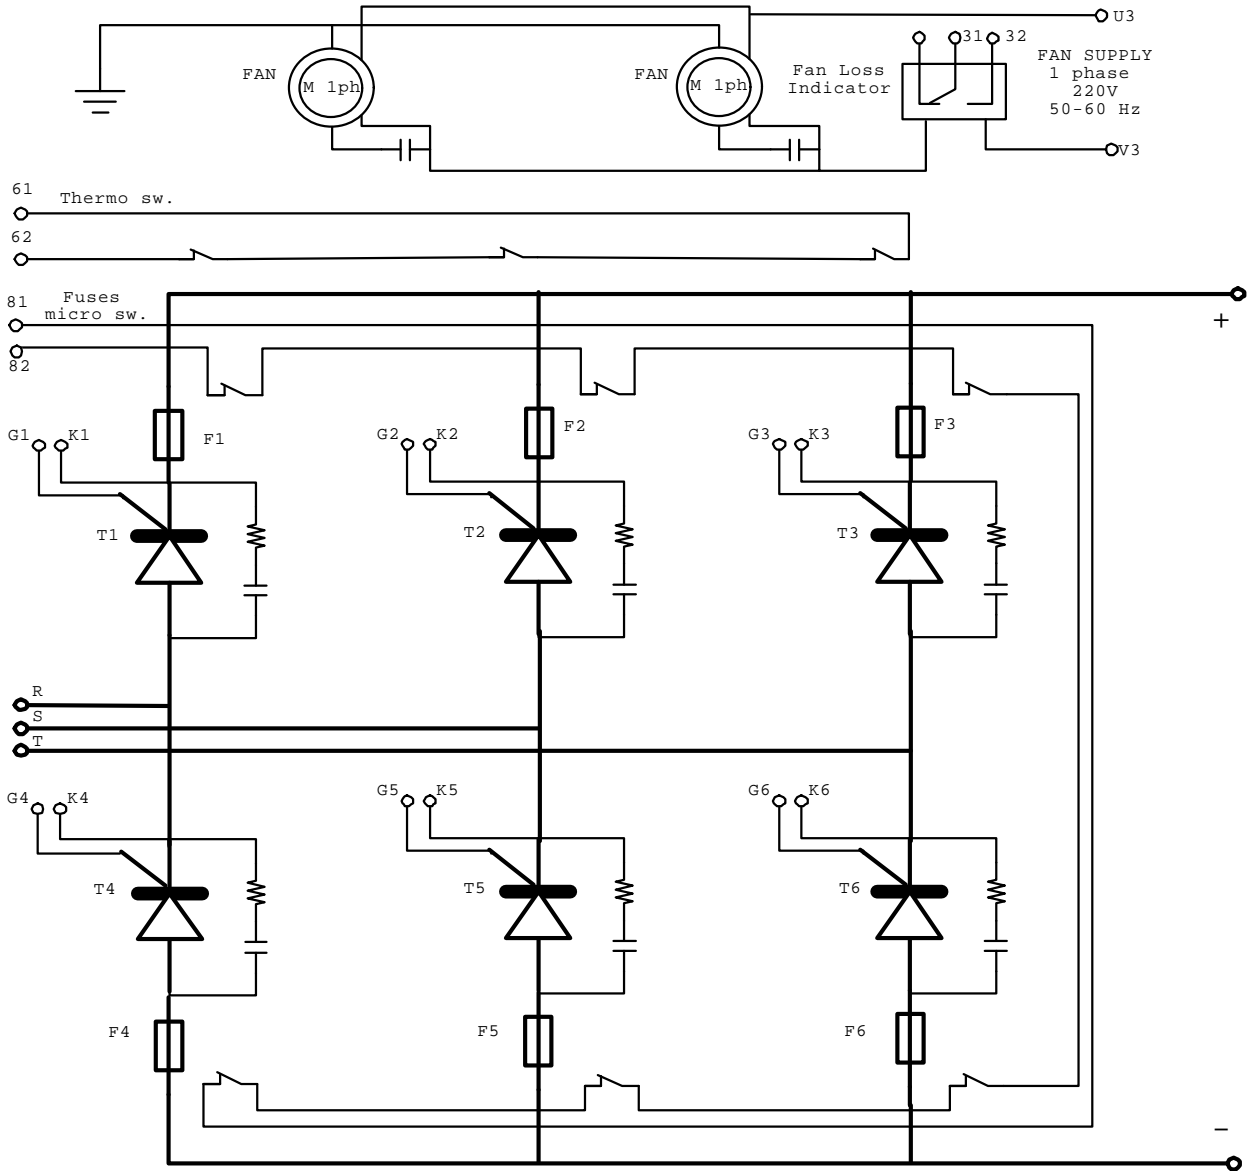 U3
31 32
FAN
M 1ph
FAN
M 1ph
Fan Loss
Indicator
FAN SUPPLY
1 phase
220V
50-60 Hz
V3
61
Thermo sw.
62
81
Fuses
micro sw.
82
+
G1
K1
F1
G2
K2
F2
G3
K3
F3
T1
T2
T3
R
S
T
G4
K4
G5
K5
G6
K6
T4
T5
T6
F4
F5
F6
−